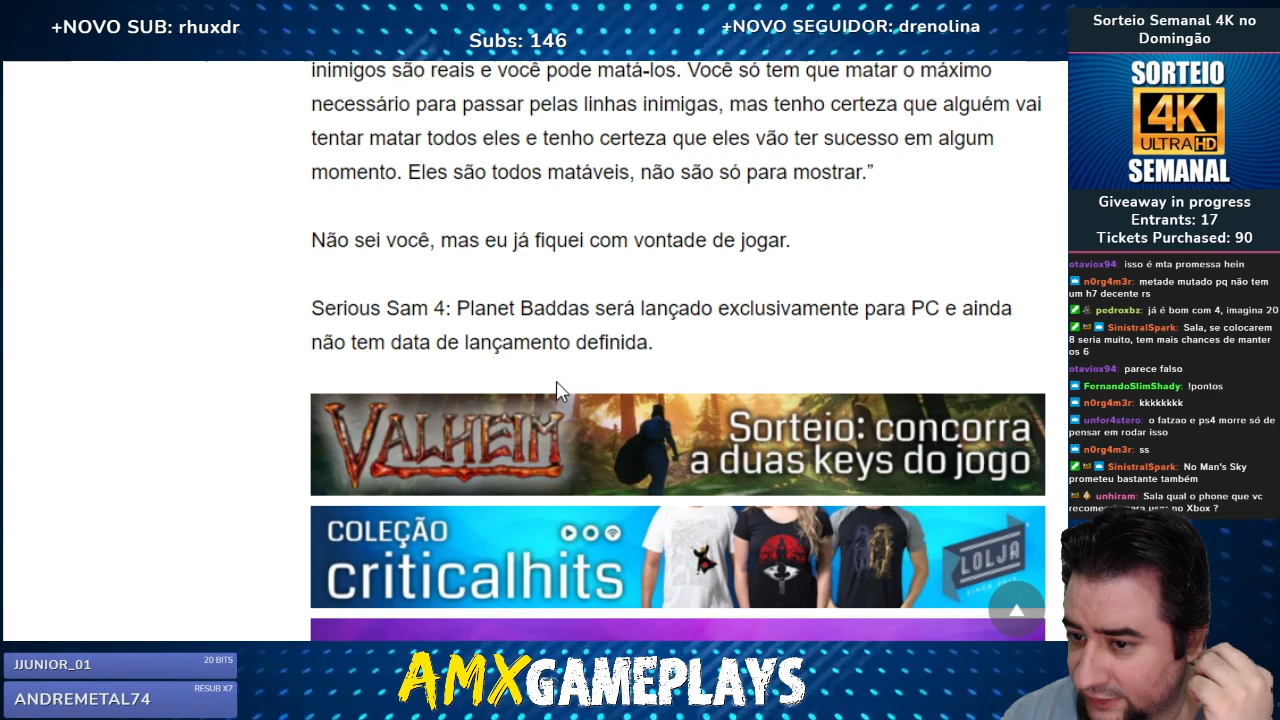 +NOVO SUB: rhuxdr
Subs: 146
+NOVO SEGUIDOR: drenolina
Sorteio Semanal 4K no
Domingão
SORTEIO
4K
ULTRA HD
SEMANAL
Giveaway in progress
Entrants: 17
Tickets Purchased: 90
inimigos são reais e você pode matá-los. Você só tem que matar o máximo
necessário para passar pelas linhas inimigas, mas tenho certeza que alguém vai
tentar matar todos eles e tenho certeza que eles vão ter sucesso em algum
momento. Eles são todos matáveis, não são só para mostrar.”
Não sei você, mas eu já fiquei com vontade de jogar.
Serious Sam 4: Planet Baddas será lançado exclusivamente para PC e ainda
não tem data de lançamento definida.
VALHEIM
Sorteio: concorra
a duas keys do jogo
COLEÇÃO
criticalhits
LOLJA
SINCE 2012
otaviox94: isso é mta promessa hein
n0rg4m3r: metade mutado pq não tem
um h7 decente rs
pedroxbz: já é bom com 4, imagina 20
SinistralSpark: Sala, se colocarem
8 seria muito, tem mais chances de manter
os 6
otaviox94: parece falso
FernandoSlimShady: !pontos
n0rg4m3r: kkkkkkkk
unfor4stero: o fatzao e ps4 morre só de
pensar em rodar isso
n0rg4m3r: ss
SinistralSpark: No Man's Sky
prometeu bastante também
unhiram: Sala qual o phone que vc
no Xbox ?
JJUNIOR_01
20 BITS
ANDREMETAL74
RESUB X7
AMXGAMEPLAYS